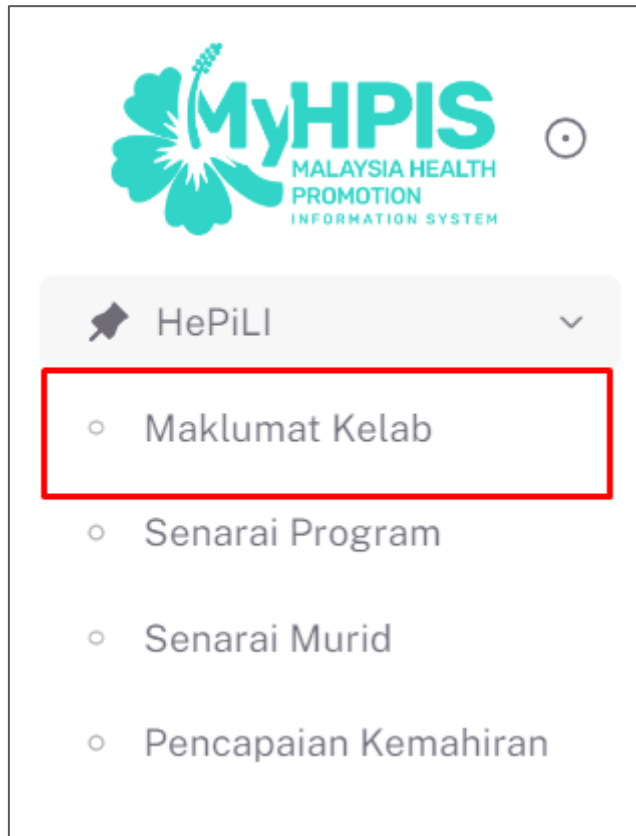 MyHPIS
MALAYSIA HEALTH
PROMOTION
INFORMATION SYSTEM
HePiLI
Maklumat Kelab
Senarai Program
Senarai Murid
Pencapaian Kemahiran